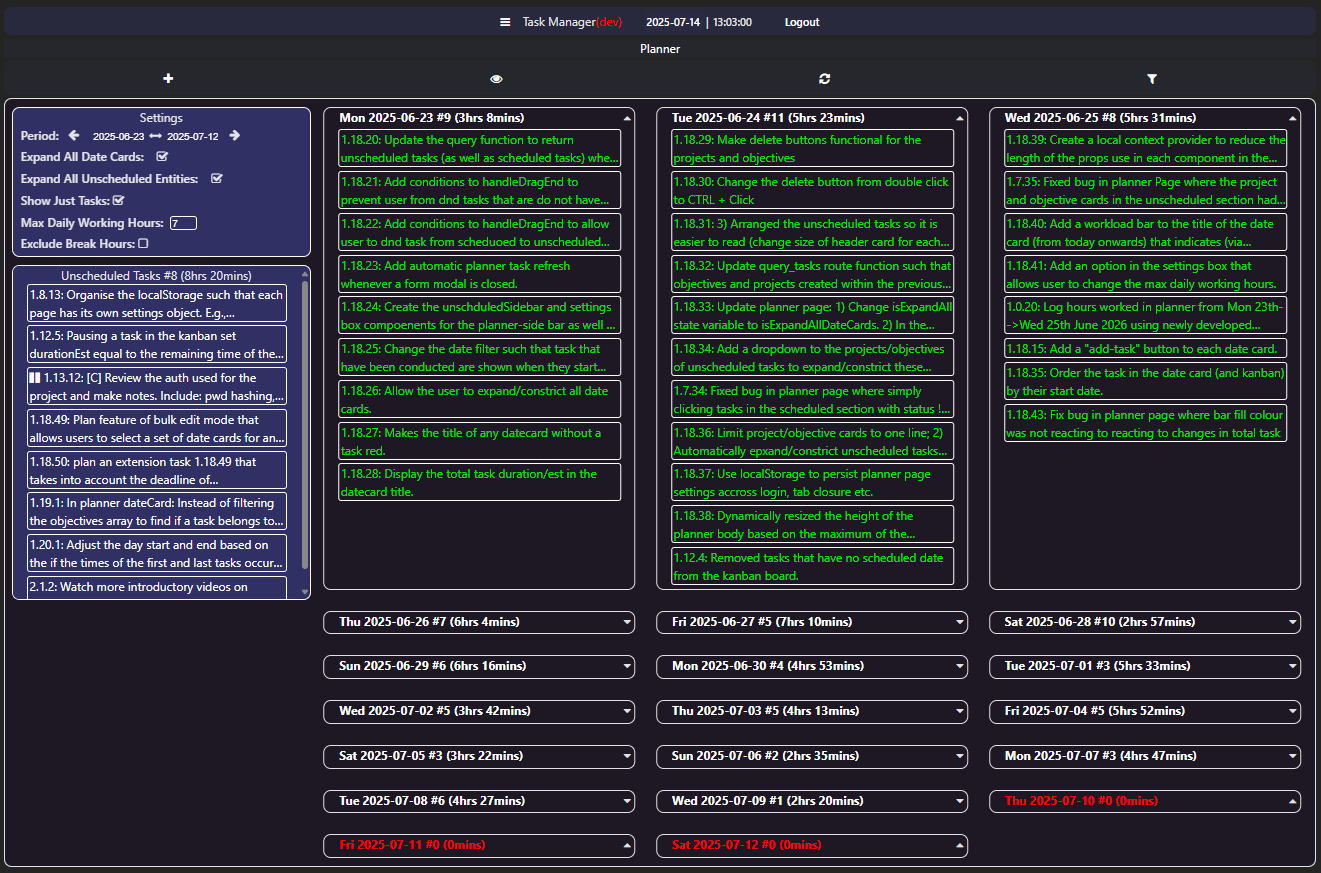 Task Manager(dev) 2025-07-14 | 13:03:00 Logout
Planner
Settings
Period: 2025-06-23 2025-07-12
Expand All Date Cards:
Expand All Unscheduled Entities:
Show Just Tasks:
Max Daily Working Hours: 7
Exclude Break Hours:
Unscheduled Tasks #8 (8hrs 20mins)
1.8.13: Organise the localStorage such that each
page has its own settings object. E.g.,...
1.12.5: Pausing a task in the kanban set
durationEst equal to the remaining time of the...
1.13.12: [C] Review the auth used for the
project and make notes. Include: pwd hashing,...
1.18.49: Plan feature of bulk edit mode that
allows users to select a set of date cards for an...
1.18.50: plan an extension task 1.18.49 that
takes into account the deadline of...
1.19.1: In planner dateCard: Instead of filtering
the objectives array to find if a task belongs to...
1.20.1: Adjust the day start and end based on
the if the times of the first and last tasks occur...
2.1.2: Watch more introductory videos on
Mon 2025-06-23 #9 (3hrs 8mins)
1.18.20: Update the query function to return
unscheduled tasks (as well as scheduled tasks) whe...
1.18.21: Add conditions to handleDragEnd to
prevent user from dnd tasks that are do not have...
1.18.22: Add conditions to handleDragEnd to allow
user to dnd task from scheduoed to unscheduled...
1.18.23: Add automatic planner task refresh
whenever a form modal is closed.
1.18.24: Create the unschduledSidebar and settings
box compoenents for the planner-side bar as well ...
1.18.25: Change the date filter such that task that
have been conducted are shown when they start...
1.18.26: Allow the user to expand/constrict all date
cards.
1.18.27: Makes the title of any datecard without a
task red.
1.18.28: Display the total task duration/est in the
datecard title.
Tue 2025-06-24 #11 (5hrs 23mins)
1.18.29: Make delete buttons functional for the
projects and objectives
1.18.30: Change the delete button from double click
to CTRL + Click
1.18.31: 3) Arranged the unscheduled tasks so it is
easier to read (change size of header card for each...
1.18.32: Update query_tasks route function such that
objectives and projects created within the previous...
1.18.33: Update planner page: 1) Change isExpandAll
state variable to isExpandAllDateCards. 2) In the...
1.18.34: Add a dropdown to the projects/objectives
of unscheduled tasks to expand/constrict these...
1.7.34: Fixed bug in planner page where simply
clicking tasks in the scheduled section with status !...
1.18.36: Limit project/objective cards to one line; 2)
Automatically epxand/constrict unscheduled tasks...
1.18.37: Use localStorage to persist planner page
settings accross login, tab closure etc.
1.18.38: Dynamically resized the height of the
planner body based on the maximum of the...
1.12.4: Removed tasks that have no scheduled date
from the kanban board.
Wed 2025-06-25 #8 (5hrs 31mins)
1.18.39: Create a local context provider to reduce the
length of the props use in each component in the...
1.7.35: Fixed bug in planner Page where the project
and objective cards in the unscheduled section had...
1.18.40: Add a workload bar to the title of the date
card (from today onwards) that indicates (via...
1.18.41: Add an option in the settings box that
allows user to change the max daily working hours.
1.0.20: Log hours worked in planner from Mon 23th-
->Wed 25th June 2026 using newly developed...
1.18.15: Add a "add-task" button to each date card.
1.18.35: Order the task in the date card (and kanban)
by their start date.
1.18.43: Fix bug in planner page where bar fill colour
was not reacting to reacting to changes in total task
Thu 2025-06-26 #7 (6hrs 4mins)
Fri 2025-06-27 #5 (7hrs 10mins)
Sat 2025-06-28 #10 (2hrs 57mins)
Sun 2025-06-29 #6 (6hrs 16mins)
Mon 2025-06-30 #4 (4hrs 53mins)
Tue 2025-07-01 #3 (5hrs 33mins)
Wed 2025-07-02 #5 (3hrs 42mins)
Thu 2025-07-03 #5 (4hrs 13mins)
Fri 2025-07-04 #5 (5hrs 52mins)
Sat 2025-07-05 #3 (3hrs 22mins)
Sun 2025-07-06 #2 (2hrs 35mins)
Mon 2025-07-07 #3 (4hrs 47mins)
Tue 2025-07-08 #6 (4hrs 27mins)
Wed 2025-07-09 #1 (2hrs 20mins)
Thu 2025-07-10 #0 (0mins)
Fri 2025-07-11 #0 (0mins)
Sat 2025-07-12 #0 (0mins)